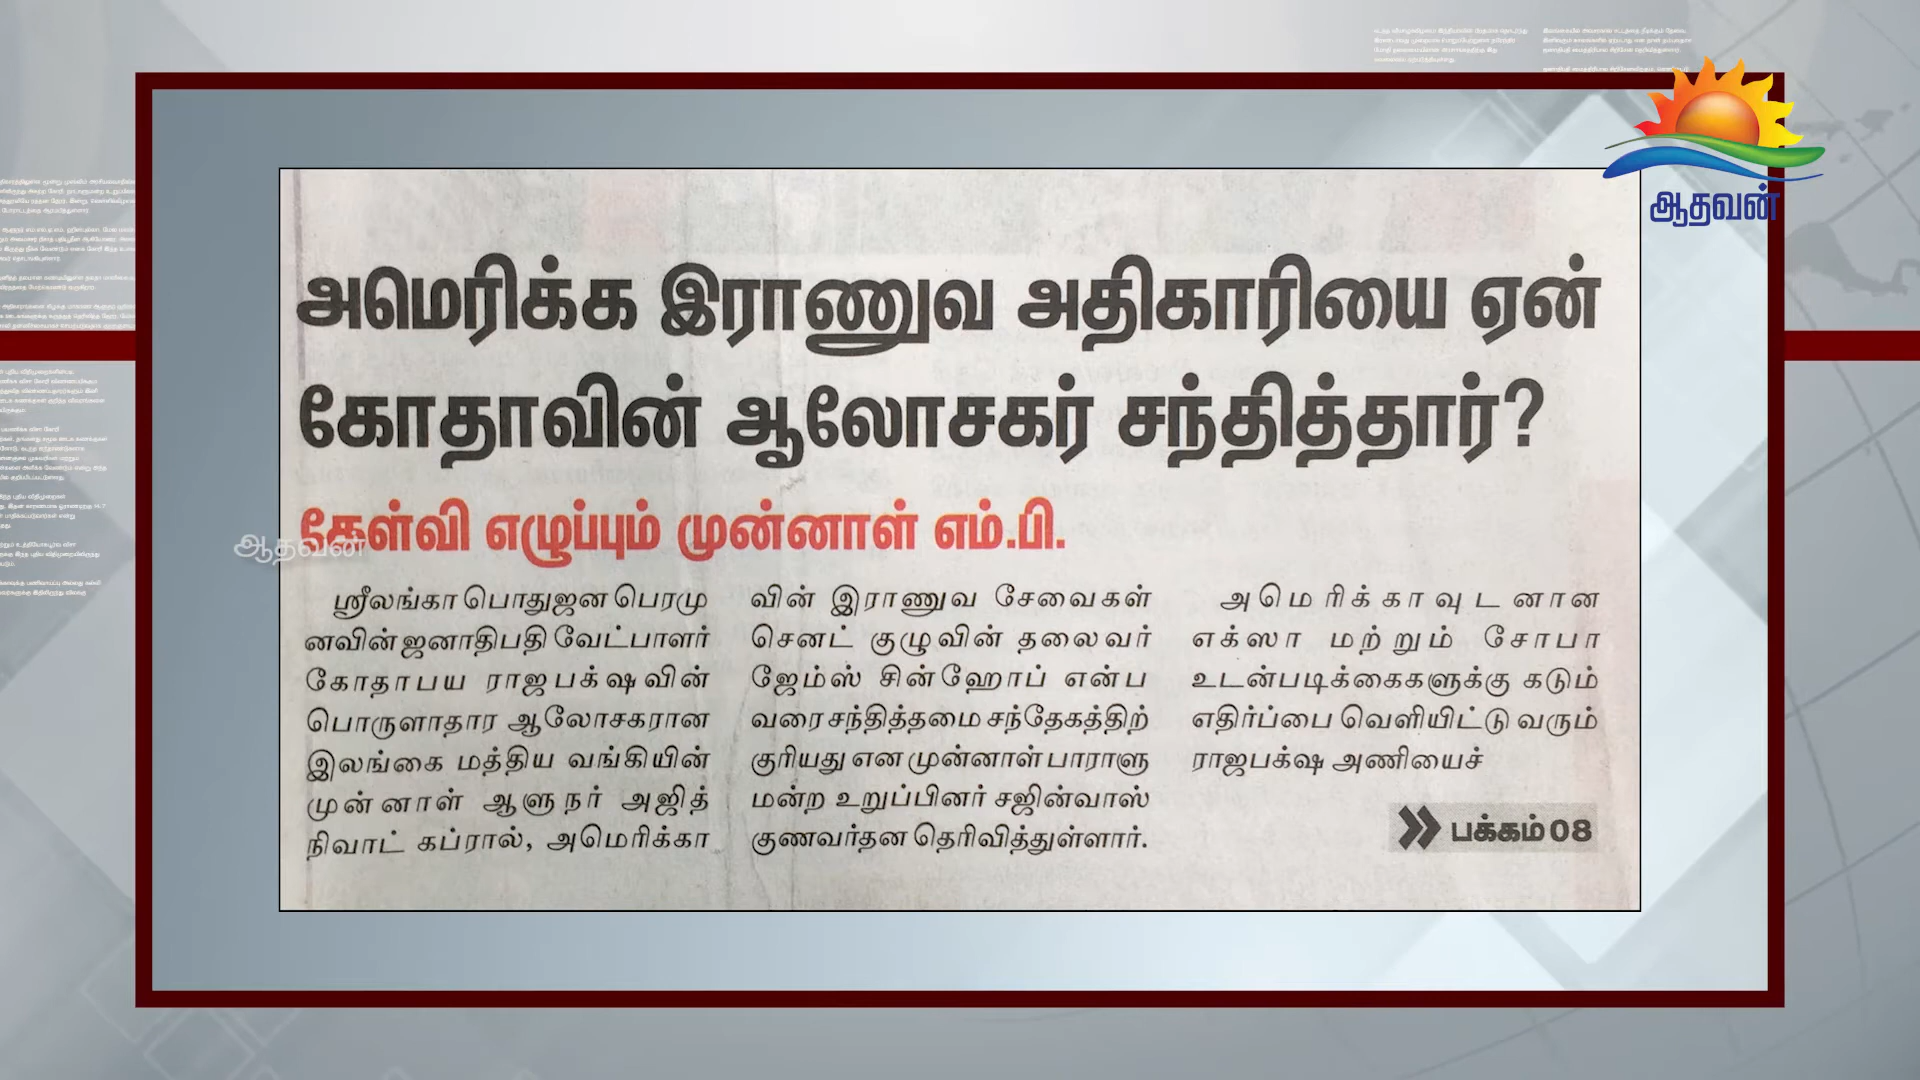 ஆதவன்
அமெரிக்க இராணுவ அதிகாரியை ஏன்
கோதாவின் ஆலோசகர் சந்தித்தார்?
கேள்வி எழுப்பும் முன்னாள் எம்.பி.
ஆதவன்
ஸ்ரீலங்கா பொதுஜன பெரமு
னவின் ஜனாதிபதி வேட்பாளர்
கோதாபய ராஜபக்ஷவின்
பொருளாதார ஆலோசகரான
இலங்கை மத்திய வங்கியின்
முன்னாள் ஆளுநர் அஜித்
நிவாட் கப்ரால், அமெரிக்கா
வின் இராணுவ சேவைகள்
செனட் குழுவின் தலைவர்
ஜேம்ஸ் சின்ஹோப் என்ப
வரை சந்தித்தமை சந்தேகத்திற்
குரியது என முன்னாள் பாராளு
மன்ற உறுப்பினர் சஜின்வாஸ்
குணவர்தன தெரிவித்துள்ளார்.
அமெரிக்காவுடனான
எக்ஸா மற்றும் சோபா
உடன்படிக்கைகளுக்கு கடும்
எதிர்ப்பை வெளியிட்டு வரும்
ராஜபக்ஷ அணியைச்
பக்கம் 08